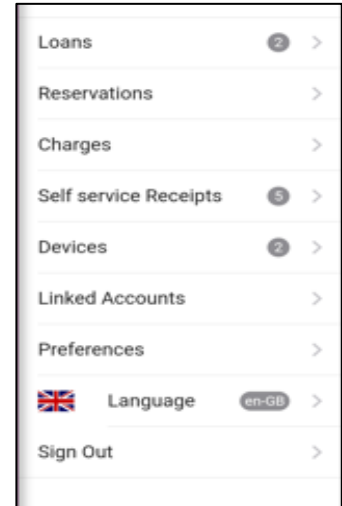 Loans 2
Reservations
Charges
Self service Receipts 5
Devices 2
Linked Accounts
Preferences
Language en-GB
Sign Out